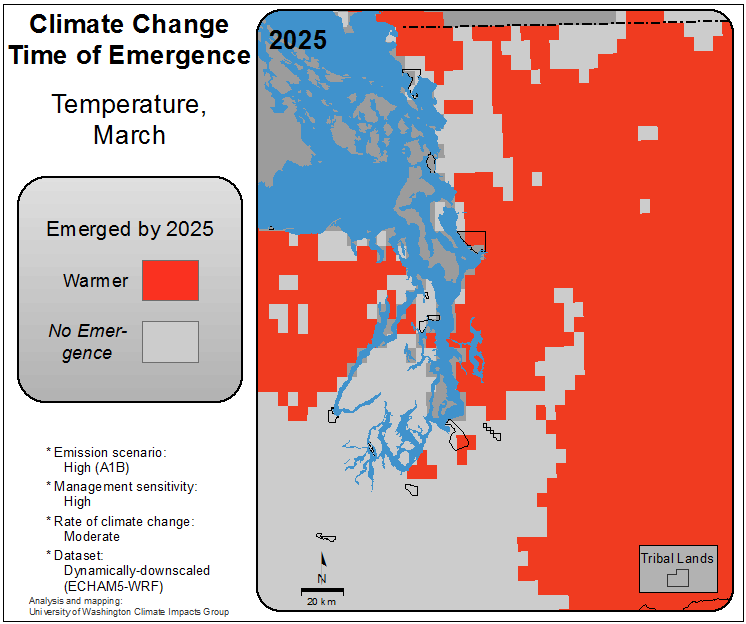 Climate Change
Time of Emergence
Temperature,
March
Emerged by 2025
Warmer
No Emer-
gence
* Emission scenario:
High (A1B)
* Management sensitivity:
High
* Rate of climate change:
Moderate
* Dataset:
Dynamically-downscaled
(ECHAM5-WRF)
Analysis and mapping:
University of Washington Climate Impacts Group
2025
N
20 km
Tribal Lands